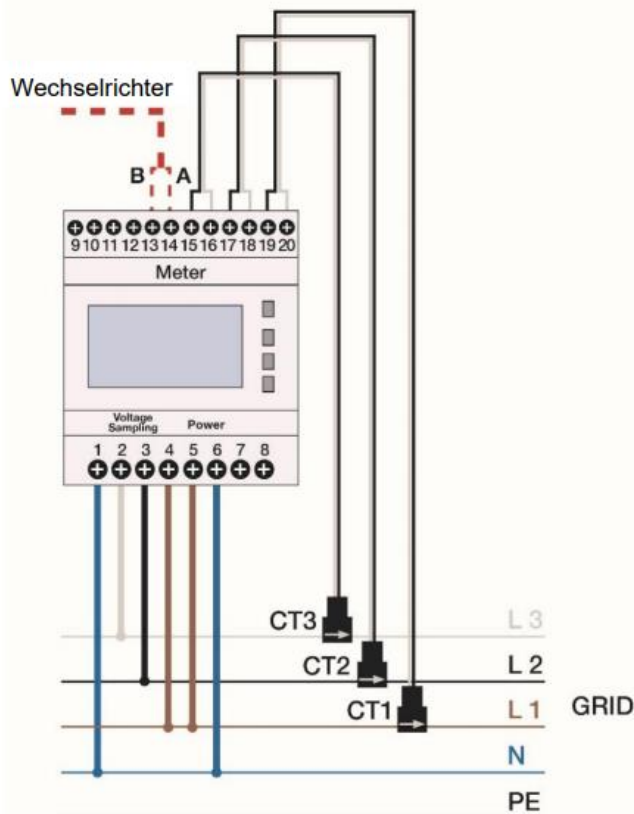 Wechselrichter
B A
9 10 11 12 13 14 15 16 17 18 19 20
Meter
Voltage
Sampling
Power
1 2 3 4 5 6 7 8
CT3
L 3
CT2
L 2
CT1
L 1
GRID
N
PE